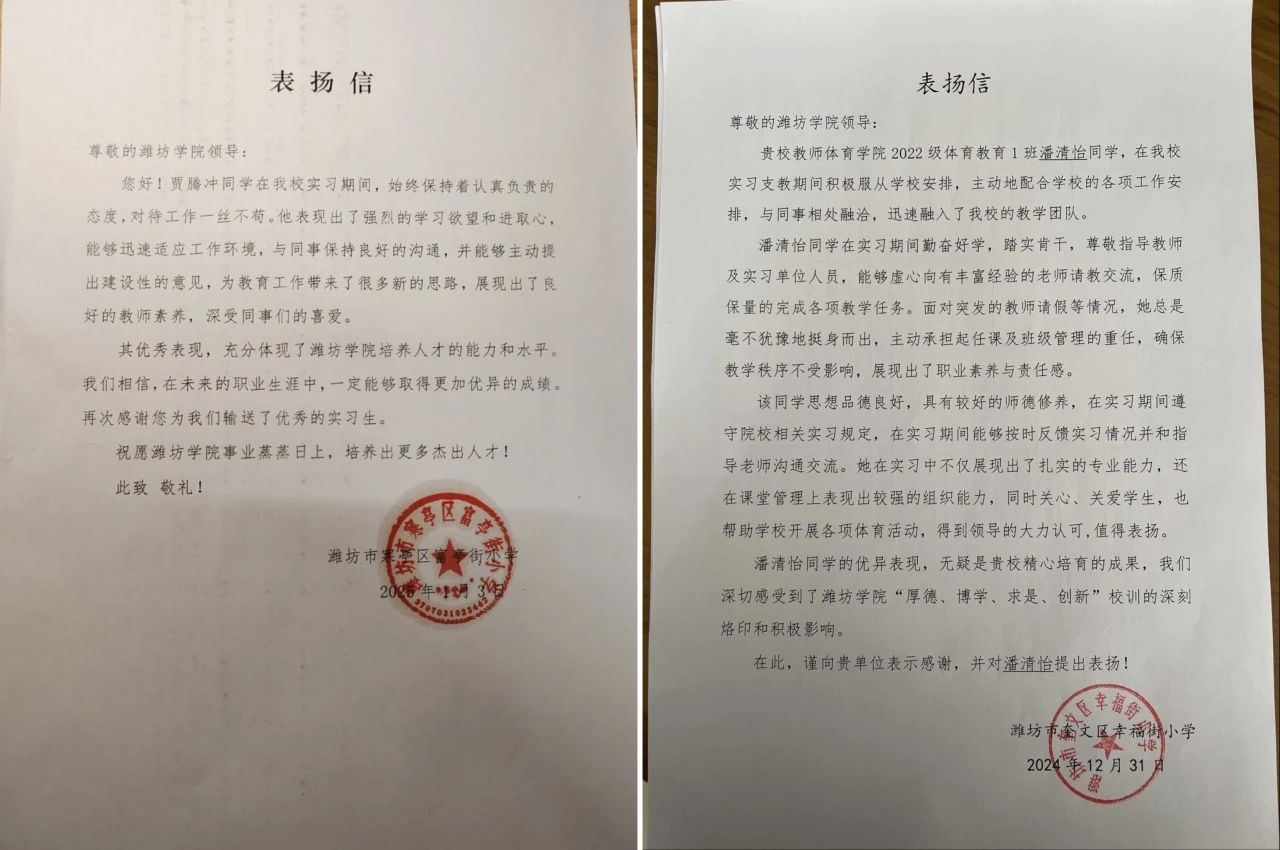 表扬信
尊敬的潍坊学院领导：
您好！贾腾冲同学在我校实习期间，始终保持着认真负责的
态度，对待工作一丝不苟。他表现出了强烈的学习欲望和进取心，
能够迅速适应工作环境，与同事保持良好的沟通，并能够主动提
出建设性的意见，为教育工作带来了很多新的思路，展现出了良
好的教师素养，深受同事们的喜爱。
其优秀表现，充分体现了潍坊学院培养人才的能力和水平。
我们相信，在未来的职业生涯中，一定能够取得更加优异的成绩。
再次感谢您为我们输送了优秀的实习生。
祝愿潍坊学院事业蒸蒸日上，培养出更多杰出人才！
此致 敬礼！
潍坊市寒亭区富亭街小学
2025年1月3日
潍坊市寒亭区富亭街小学
表扬信
尊敬的潍坊学院领导：
贵校教师体育学院2022级体育教育1班潘清怡同学，在我校
实习支教期间积极服从学校安排，主动地配合学校的各项工作安
排，与同事相处融洽，迅速融入了我校的教学团队。
潘清怡同学在实习期间勤奋好学，踏实肯干，尊敬指导教师
及实习单位人员，能够虚心向有丰富经验的老师请教交流，保质
保量的完成各项教学任务。面对突发的教师请假等情况，她总是
毫不犹豫地挺身而出，主动承担起任课及班级管理的重任，确保
教学秩序不受影响，展现出了职业素养与责任感。
该同学思想品德良好，具有较好的师德修养，在实习期间遵
守院校相关实习规定，在实习期间能够按时反馈实习情况并和指
导老师沟通交流。她在实习中不仅展现出了扎实的专业能力，还
在课堂管理上表现出较强的组织能力，同时关心、关爱学生，也
帮助学校开展各项体育活动，得到领导的大力认可,值得表扬。
潘清怡同学的优异表现，无疑是贵校精心培育的成果，我们
深切感受到了潍坊学院“厚德、博学、求是、创新”校训的深刻
烙印和积极影响。
在此，谨向贵单位表示感谢，并对潘清怡提出表扬！
潍坊市奎文区幸福街小学
2024年12月31日
潍坊市奎文区幸福街小学